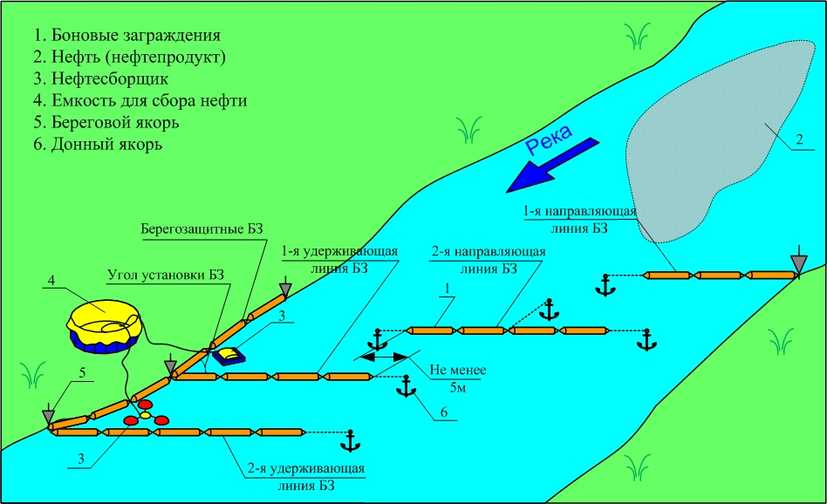 1. Боновые заграждения
2. Нефть (нефтепродукт)
3. Нефтесборщик
4. Емкость для сбора нефти
5. Береговой якорь
6. Донный якорь
Река
2
1-я направляющая
линия БЗ
Берегозащитные БЗ
1-я удерживающая
линия БЗ
2-я направляющая
линия БЗ
Угол установки БЗ
4
3
1
Не менее
5м
5
6
3
2-я удерживающая
линия БЗ